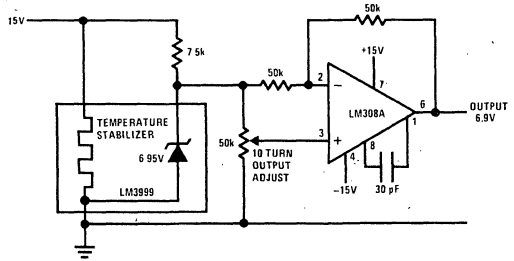 50k
15V
7 5k
+15V
50k
2
7
LM308A
6
OUTPUT
6.9V
1
TEMPERATURE
STABILIZER
50k
3
8
6 95V
10 TURN
OUTPUT
ADJUST
4
-15V
30 pF
LM3999